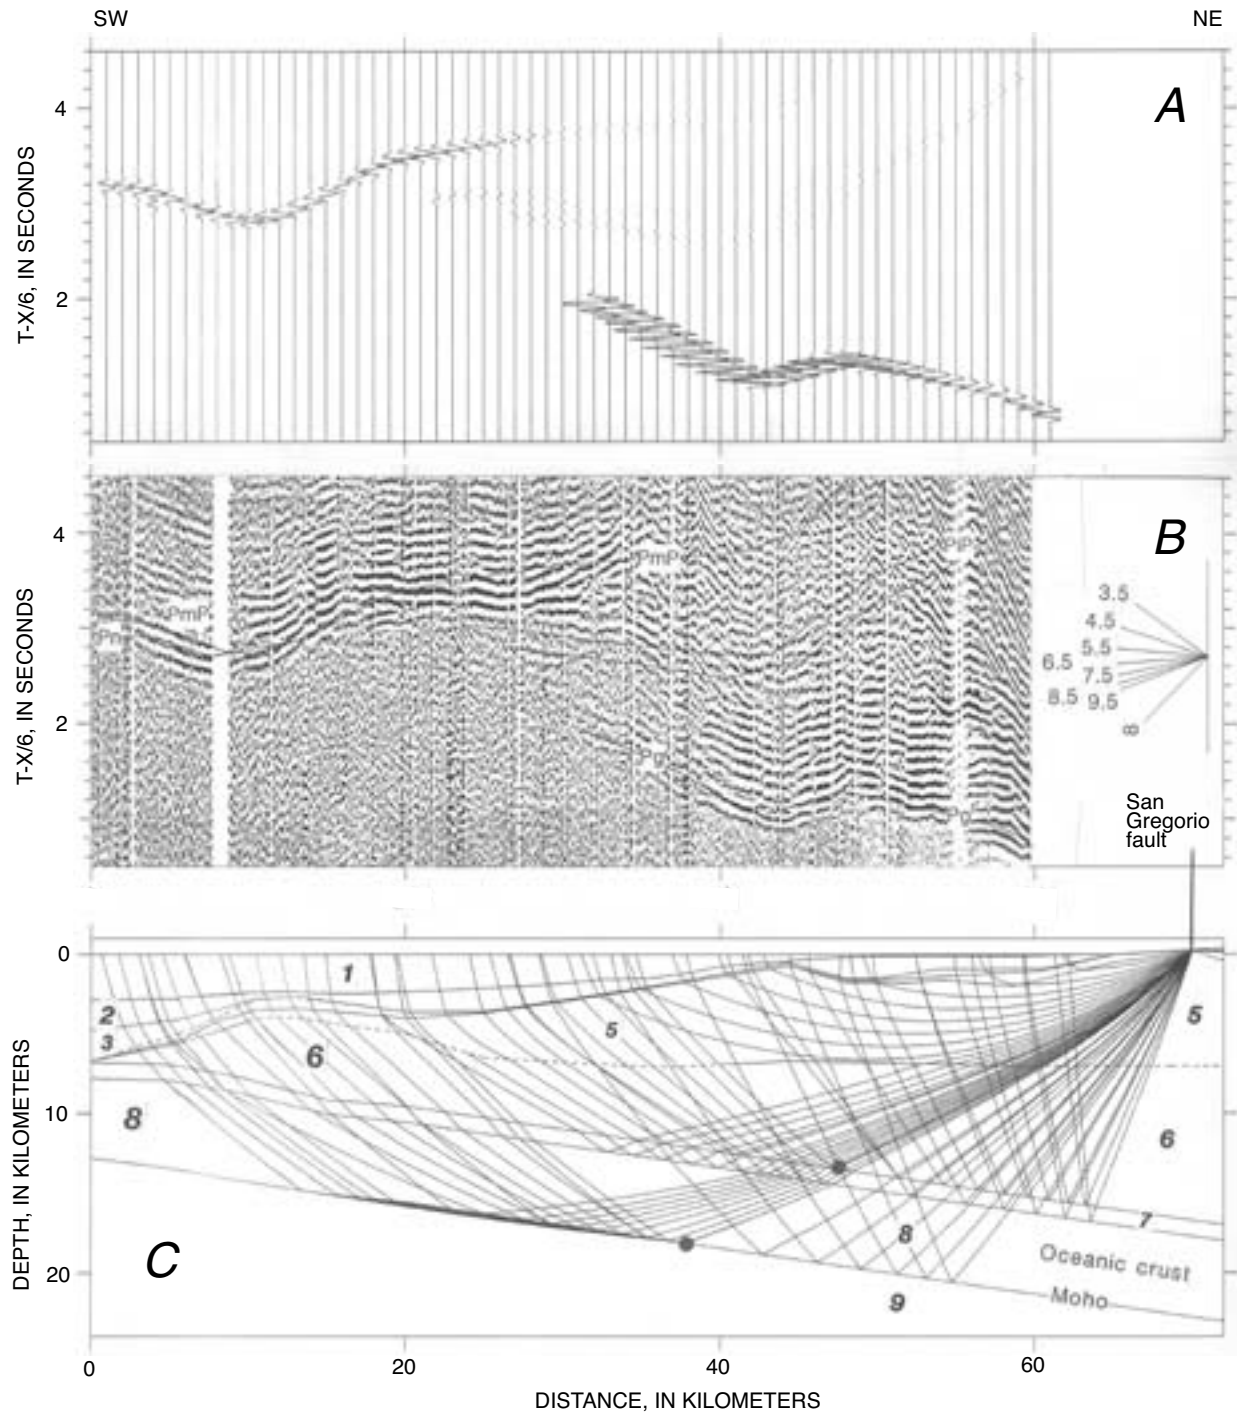 SW
NE
A
4
2
T-X/6, IN SECONDS
B
4
2
T-X/6, IN SECONDS
PmP
PmP
Pn
Pg
Pg
3.5
4.5
5.5
6.5
7.5
8.5
9.5
∞
San
Gregorio
fault
0
10
20
DEPTH, IN KILOMETERS
1
2
3
5
6
8
5
6
7
8
9
Oceanic crust
Moho
C
0
20
40
60
DISTANCE, IN KILOMETERS